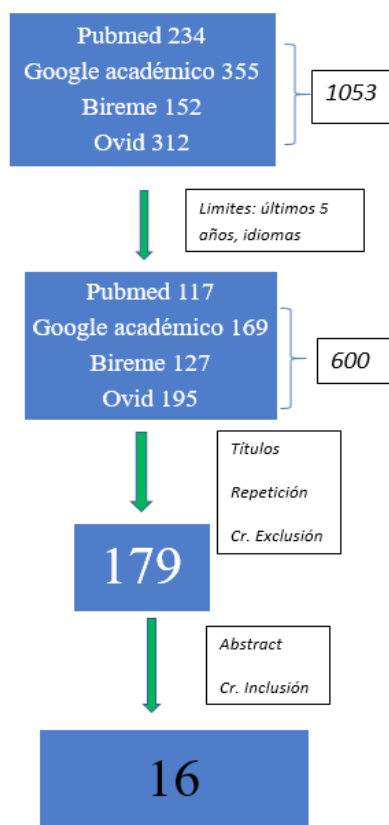 Pubmed 234
Google académico 355
Bireme 152
Ovid 312
1053
Limites: últimos 5
años, idiomas
Pubmed 117
Google académico 169
Bireme 127
Ovid 195
600
Títulos
Repetición
Cr. Exclusión
179
Abstract
Cr. Inclusión
16